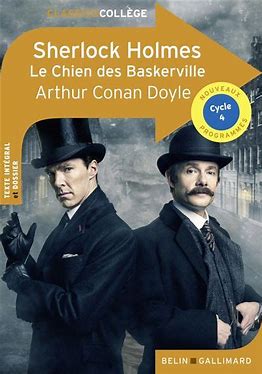 CLASSICOCOLLÈGE
Sherlock Holmes
Le Chien des Baskerville
Arthur Conan Doyle
NOUVEAUX
Cycle
4
PROGRAMMES
TEXTE INTÉGRAL
et DOSSIER
BELIN GALLIMARD